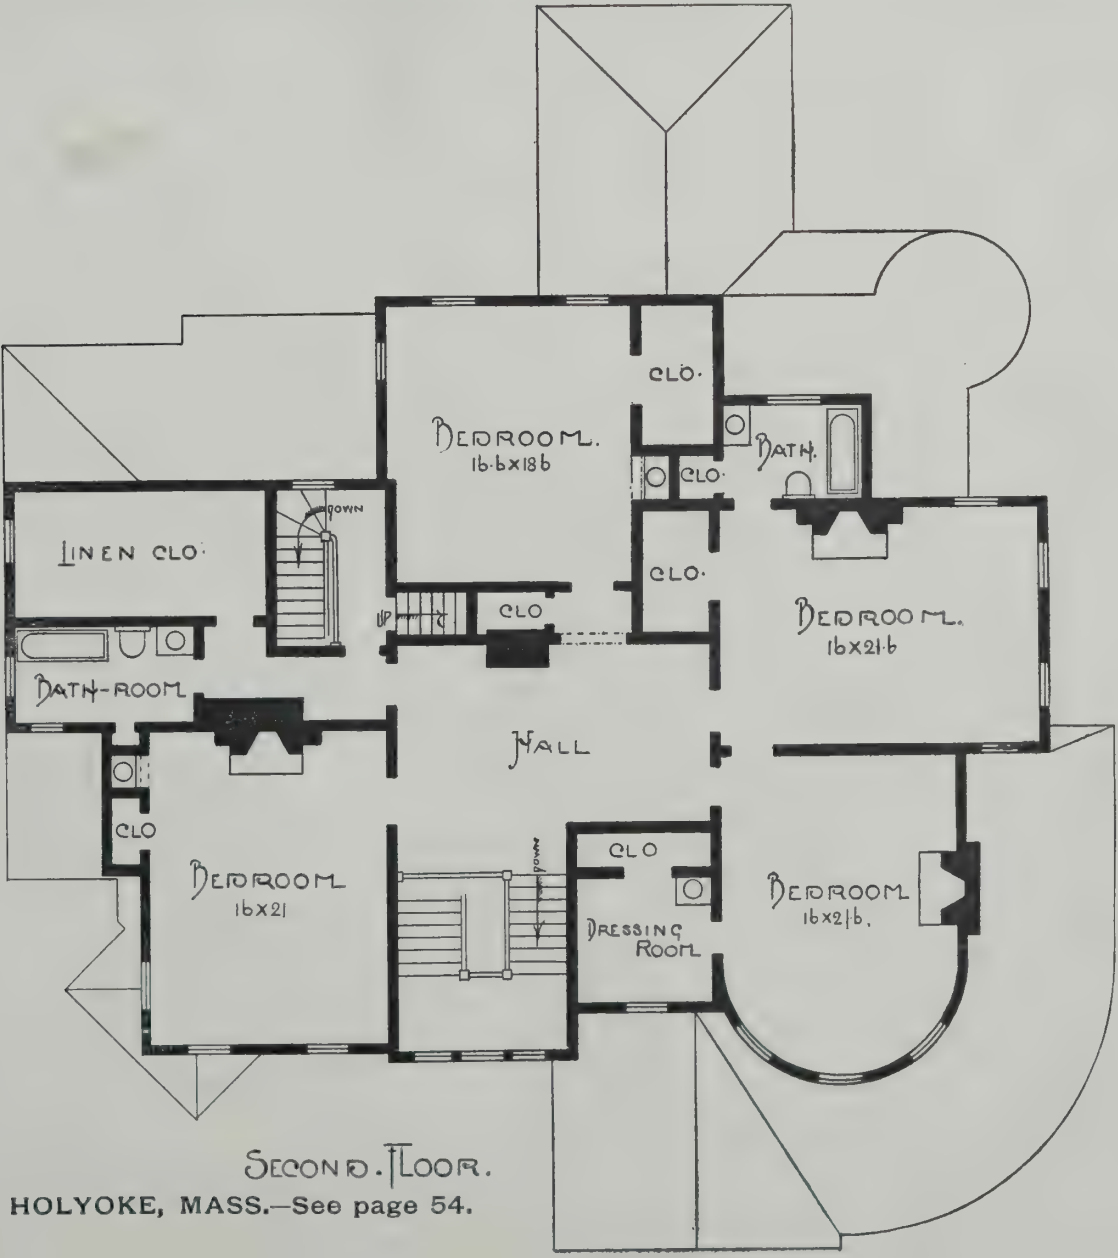 CLO.
BEDROOM.
16.6x18 6
BATH.
CLO.
DOWN
LINEN CLO.
CLO.
UP
CLO
BEDROOM.
16x21.6
BATH-ROOM
HALL
CLO
DOWN
CLO
BEDROOM
16x21
BEDROOM
16x21.6.
DRESSING
ROOM
SECOND. FLOOR.
HOLYOKE, MASS.—See page 54.